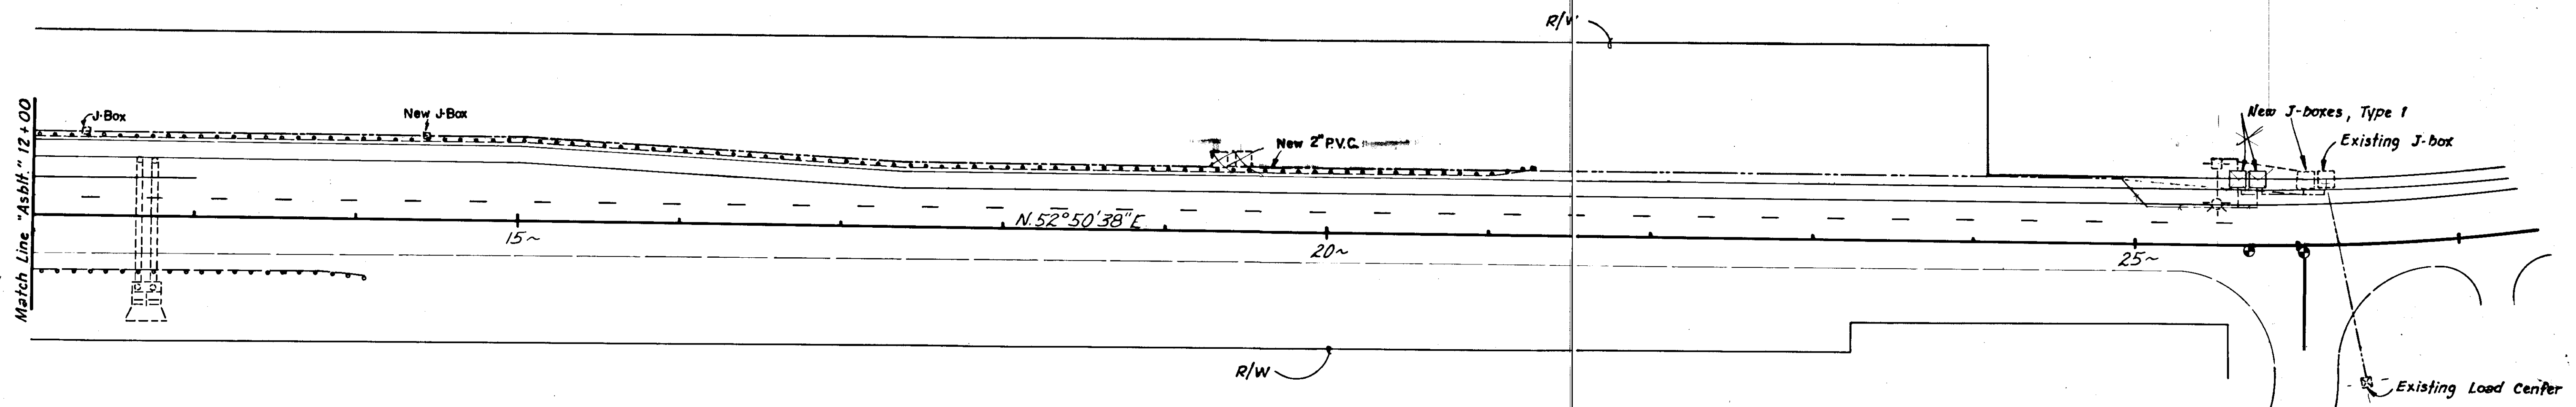 R/W
Match Line "Asblt." 12+00
J-Box
New J-Box
New 2" P.V.C.
New J-boxes, Type 1
Existing J-box
N.52°50'38"E
15~
20~
25~
R/W
Existing Load Center